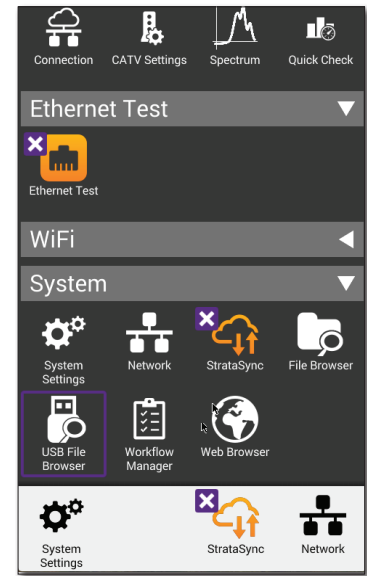 Connection CATV Settings Spectrum Quick Check
Ethernet Test
Ethernet Test
WiFi
System
System Settings Network StrataSync File Browser
USB File Browser Workflow Manager Web Browser
System Settings StrataSync Network